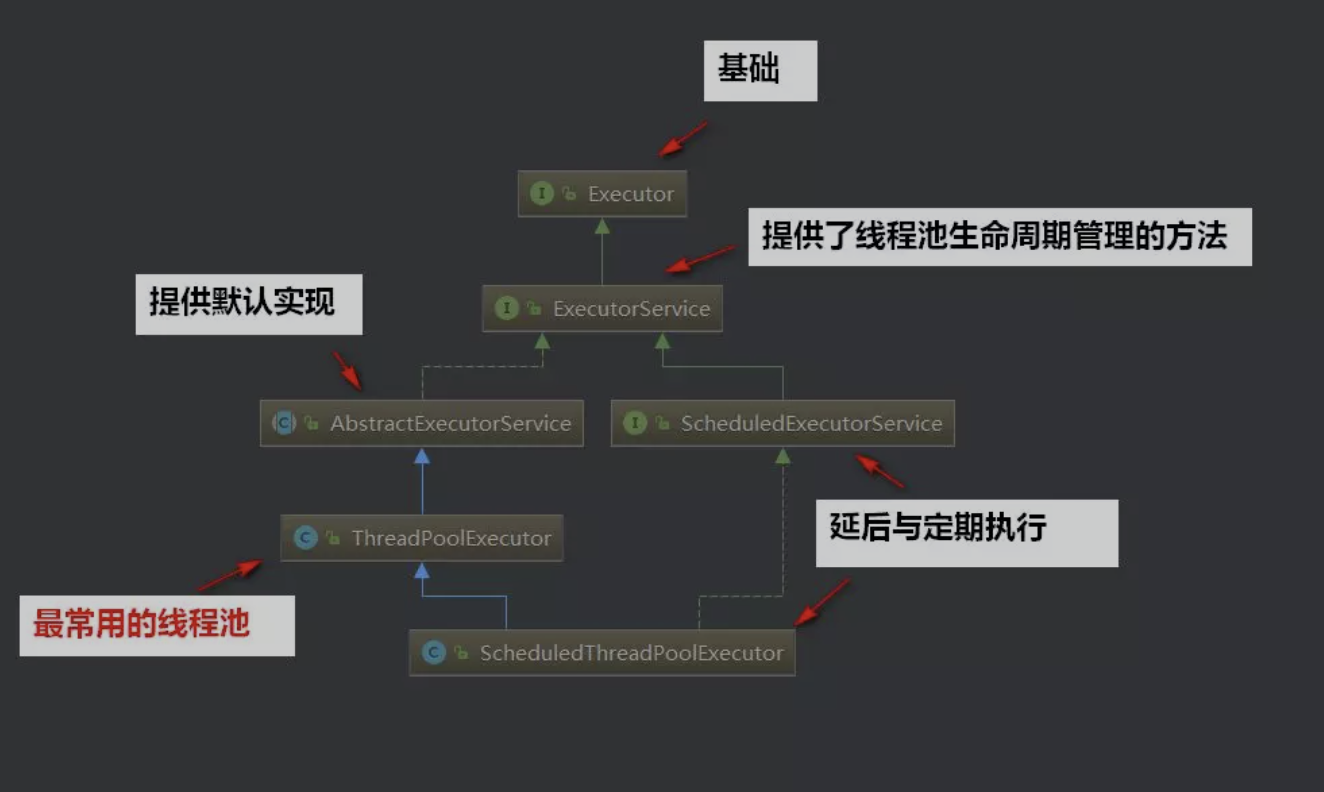 基础
Executor
提供了线程池生命周期管理的方法
提供默认实现
ExecutorService
AbstractExecutorService
ScheduledExecutorService
延后与定期执行
ThreadPoolExecutor
最常用的线程池
ScheduledThreadPoolExecutor